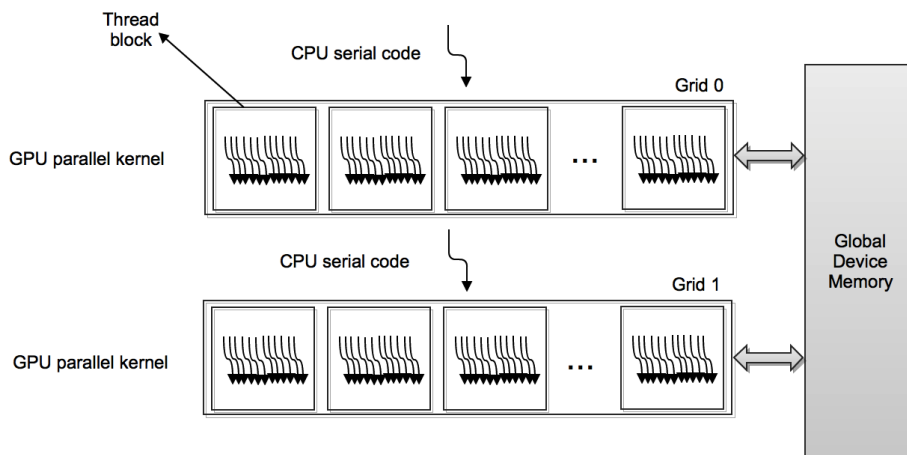 Thread
block
CPU serial code
Grid 0
GPU parallel kernel
...
Global
Device
Memory
CPU serial code
Grid 1
GPU parallel kernel
...